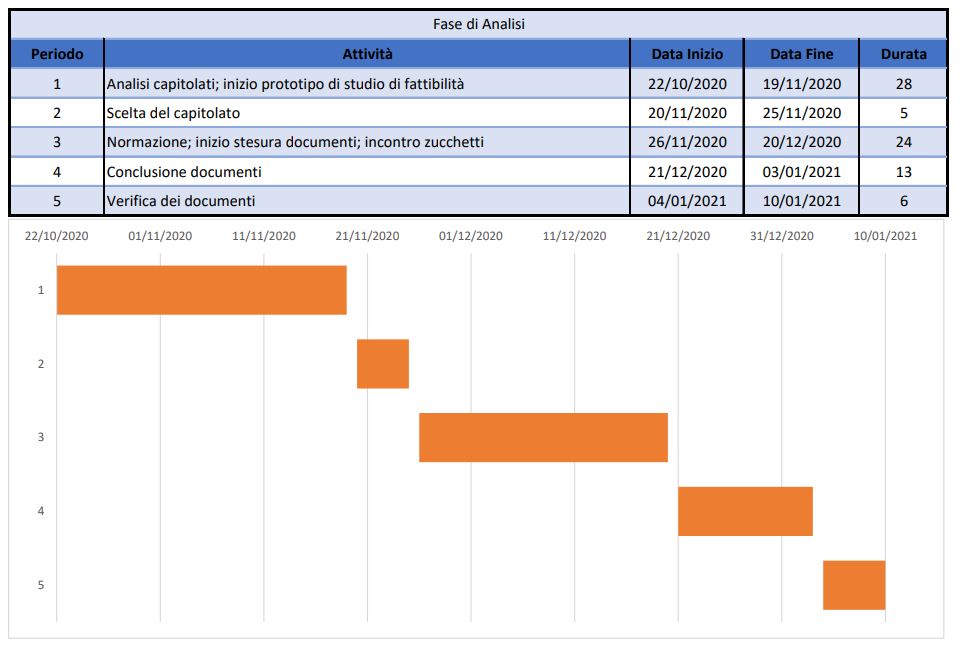 Fase di Analisi
Periodo Attività Data Inizio Data Fine Durata
1 Analisi capitolati; inizio prototipo di studio di fattibilità 22/10/2020 19/11/2020 28
2 Scelta del capitolato 20/11/2020 25/11/2020 5
3 Normazione; inizio stesura documenti; incontro zucchetti 26/11/2020 20/12/2020 24
4 Conclusione documenti 21/12/2020 03/01/2021 13
5 Verifica dei documenti 04/01/2021 10/01/2021 6
22/10/2020 01/11/2020 11/11/2020 21/11/2020 01/12/2020 11/12/2020 21/12/2020 31/12/2020 10/01/2021
1
2
3
4
5